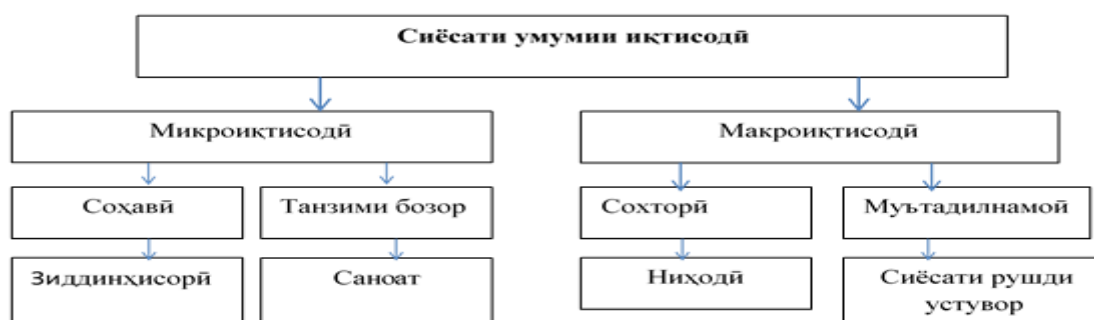 Сиёсати умумии иқтисодӣ
Микроиқтисодӣ
Макроиқтисодӣ
Соҳавӣ
Танзими бозор
Сохторӣ
Муътадилнамоӣ
Зиддинҳисорӣ
Саноат
Ниҳодӣ
Сиёсати рушди
устувор